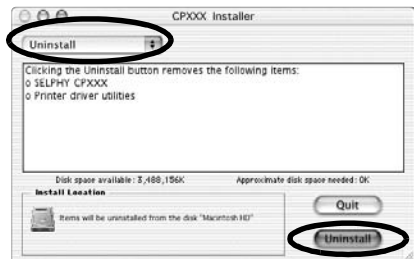 CPXXX Installer
Uninstall
Clicking the Uninstall button removes the following items:
o SELPHY CPXXX
o Printer driver utilities
Disk space available: 3,488,156K Approximate disk space needed: 0K
Install Location
Items will be uninstalled from the disk "Macintosh HD"
Quit
Uninstall